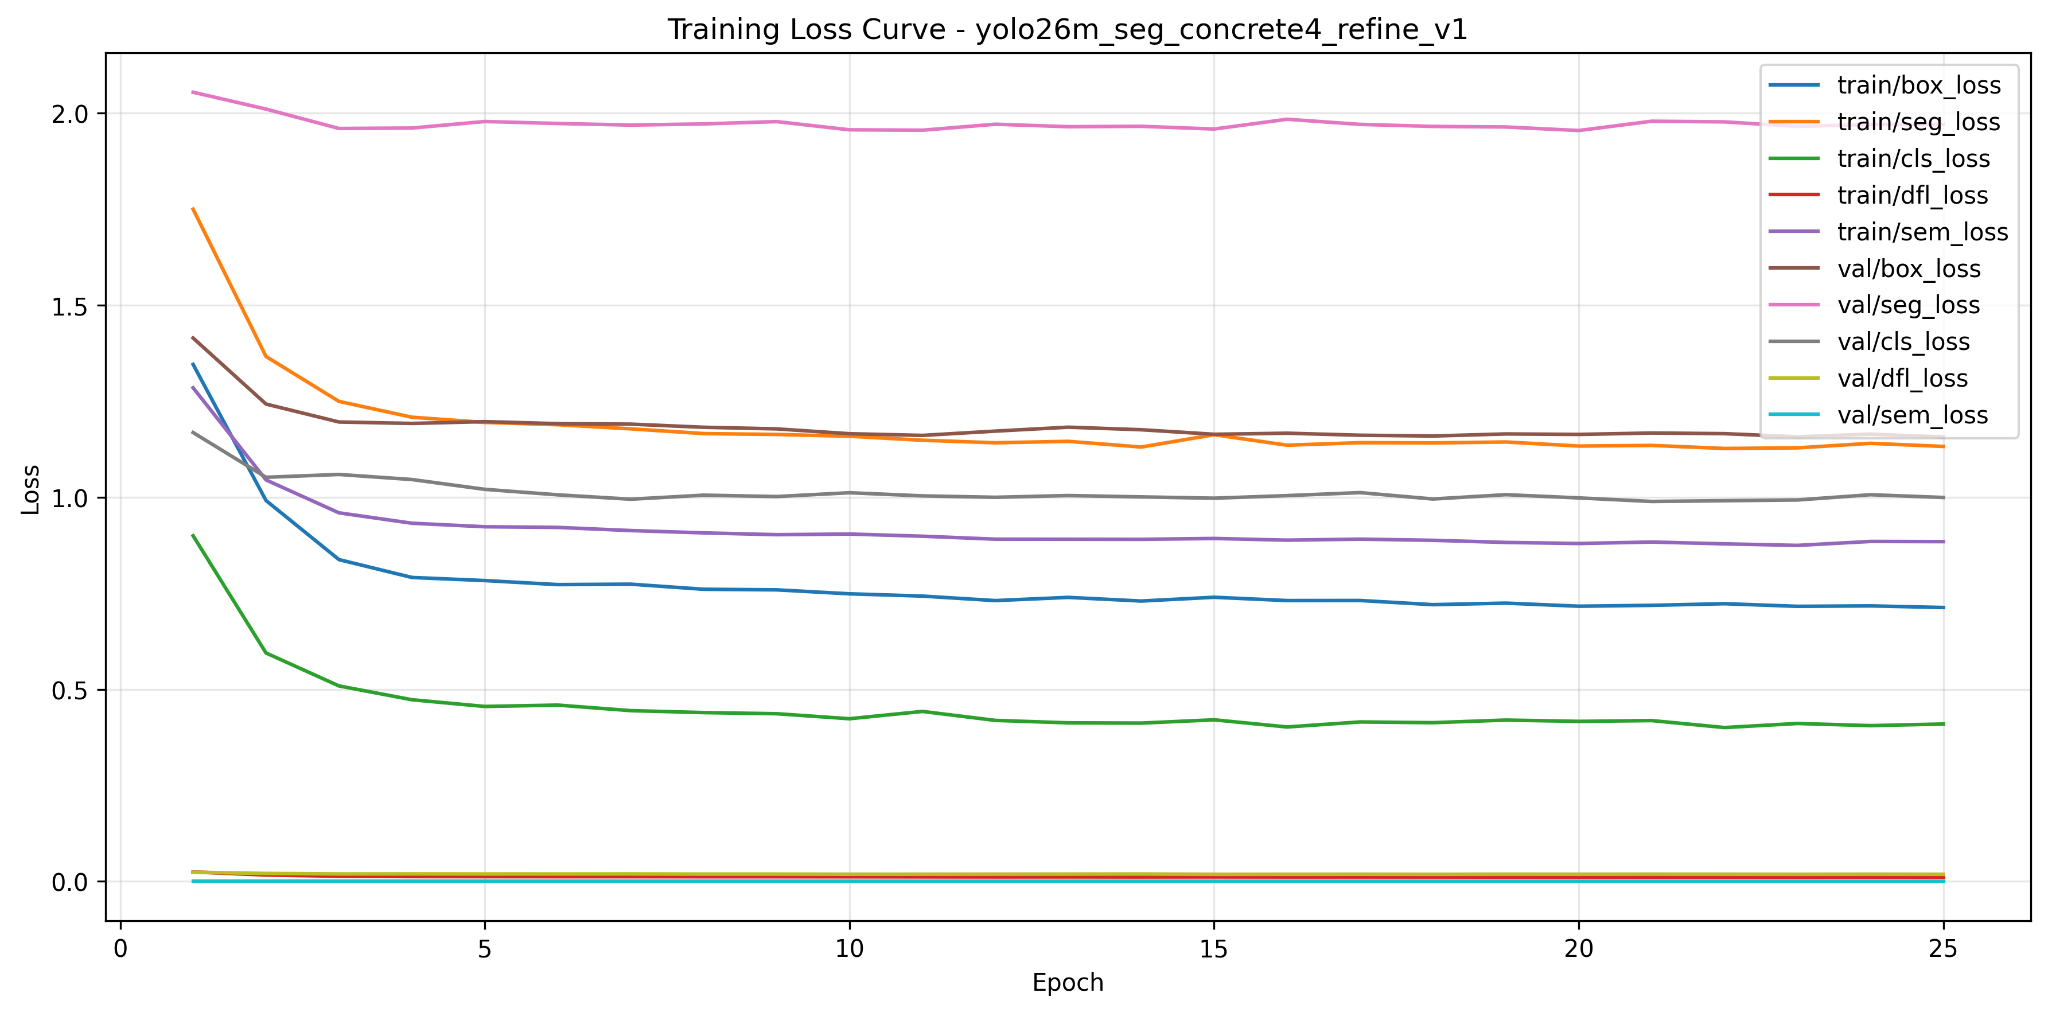 Training Loss Curve - yolo26m_seg_concrete4_refine_v1
2.0
1.5
1.0
0.5
0.0
Loss
train/box_loss
train/seg_loss
train/cls_loss
train/dfl_loss
train/sem_loss
val/box_loss
val/seg_loss
val/cls_loss
val/dfl_loss
val/sem_loss
0 5 10 15 20 25
Epoch